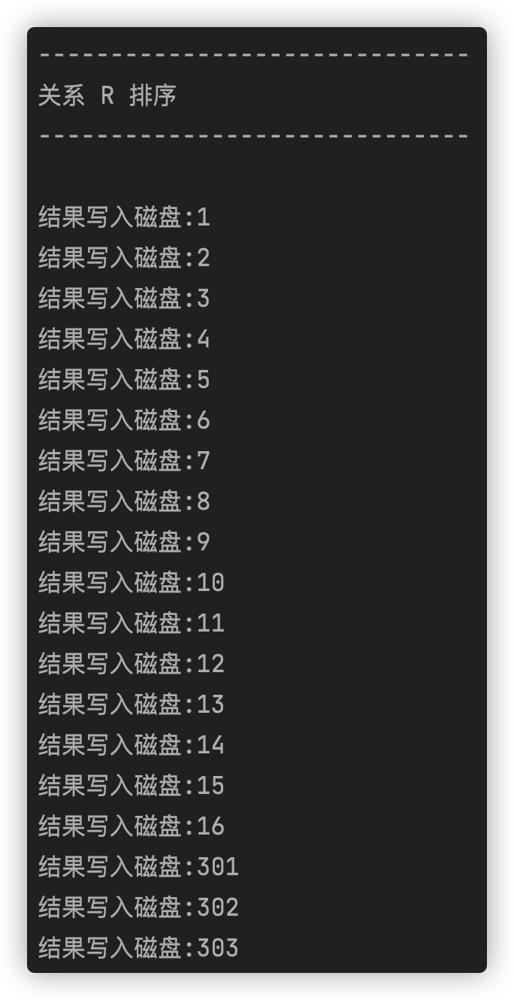 ------------------------------
关系 R 排序
------------------------------
结果写入磁盘:1
结果写入磁盘:2
结果写入磁盘:3
结果写入磁盘:4
结果写入磁盘:5
结果写入磁盘:6
结果写入磁盘:7
结果写入磁盘:8
结果写入磁盘:9
结果写入磁盘:10
结果写入磁盘:11
结果写入磁盘:12
结果写入磁盘:13
结果写入磁盘:14
结果写入磁盘:15
结果写入磁盘:16
结果写入磁盘:301
结果写入磁盘:302
结果写入磁盘:303